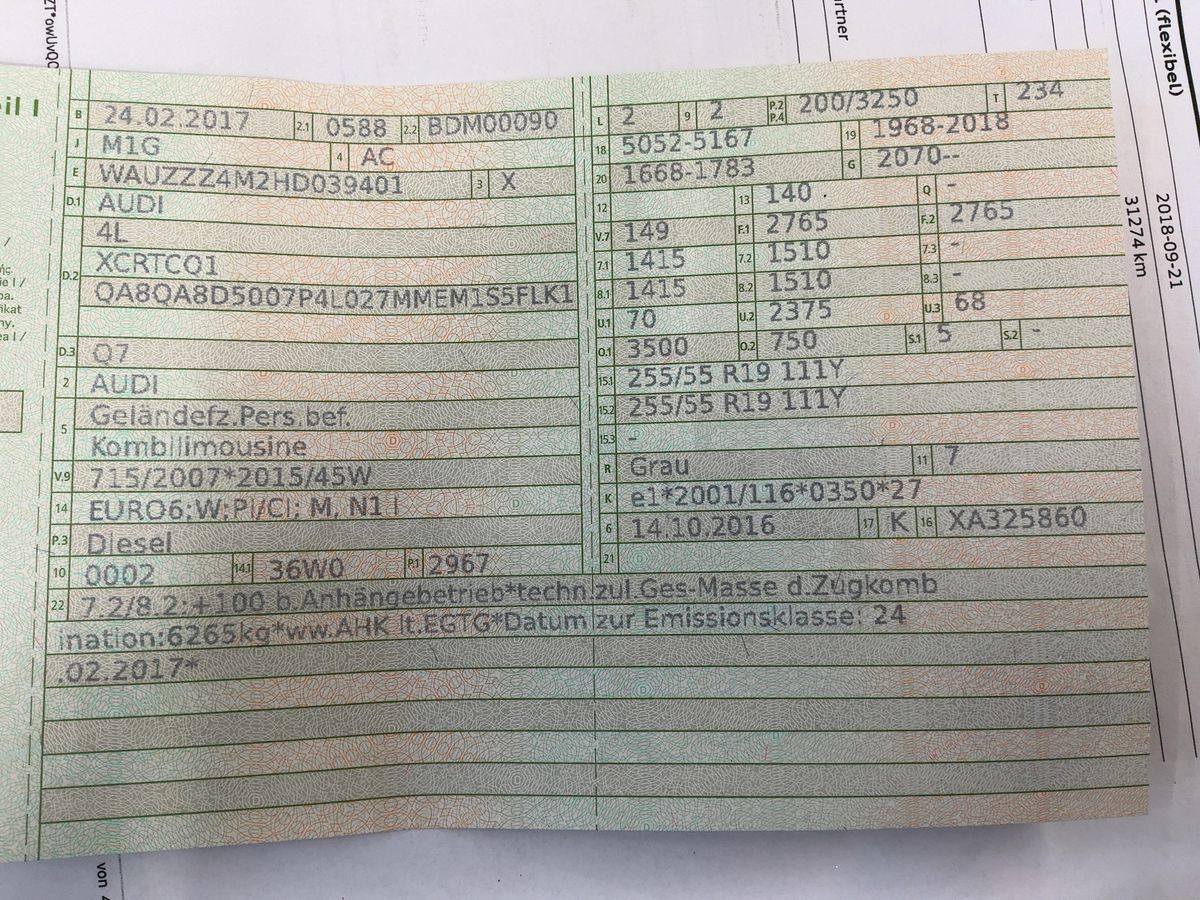 ZT*owUvQC
rtner
(flexibel)
2018-09-21
31274 km
eil I
B 24.02.2017 2.1 0588 2.2 BDM00090
J M1G 4 AC
E WAUZZZ4M2HD039401 3 X
D.1 AUDI
4L
D.2 XCRTCQ1
QA8QA8D5007P4L027MMEM1S5FLK1
D.3 Q7
2 AUDI
5 Geländefz.Pers.bef.
Kombilimousine
V.9 715/2007*2015/45W
14 EURO6;W;PI/CI; M, N1 I
P.3 Diesel
10 0002 14.1 36W0 P.1 2967
L 2 9 2 P.2 P.4 200/3250 T 234
18 5052-5167 19 1968-2018
20 1668-1783 G 2070--
12 13 140 Q -
V.7 149 F.1 2765 F.2 2765
7.1 1415 7.2 1510 7.3 -
8.1 1415 8.2 1510 8.3 -
U.1 70 U.2 2375 U.3 68
O.1 3500 O.2 750 S.1 5 S.2 -
15.1 255/55 R19 111Y
15.2 255/55 R19 111Y
15.3 -
R Grau 11 7
K e1*2001/116*0350*27
6 14.10.2016 17 K 16 XA325860
21
22 7.2/8.2:+100 b.Anhängebetrieb*techn.zul.Ges-Masse d.Zugkomb
ination:6265kg*ww.AHK lt.EGTG*Datum zur Emissionsklasse: 24
.02.2017*
von